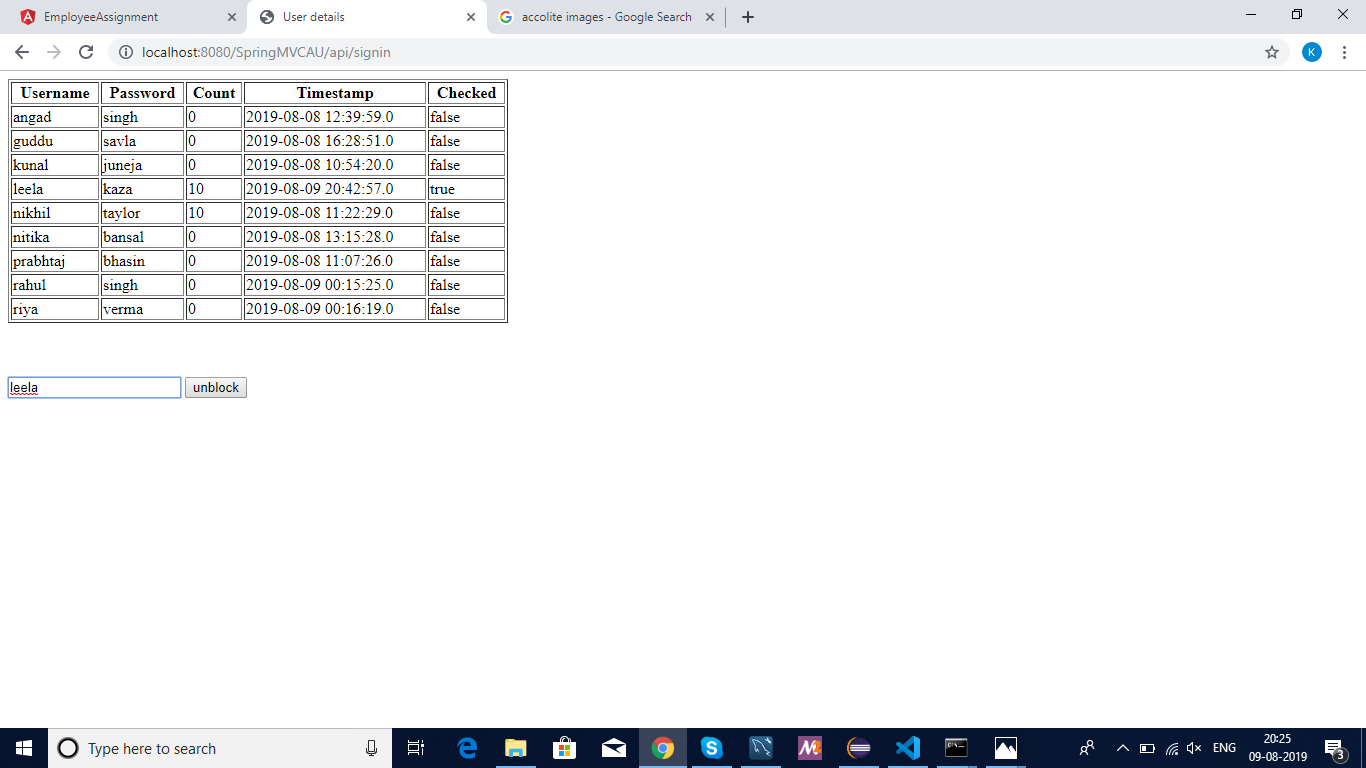 EmployeeAssignment User details accolite images - Google Search
localhost:8080/SpringMVCAU/api/signin K
Username Password Count Timestamp Checked
angad singh 0 2019-08-08 12:39:59.0 false
guddu savla 0 2019-08-08 16:28:51.0 false
kunal juneja 0 2019-08-08 10:54:20.0 false
leela kaza 10 2019-08-09 20:42:57.0 true
nikhil taylor 10 2019-08-08 11:22:29.0 false
nitika bansal 0 2019-08-08 13:15:28.0 false
prabhtaj bhasin 0 2019-08-08 11:07:26.0 false
rahul singh 0 2019-08-09 00:15:25.0 false
riya verma 0 2019-08-09 00:16:19.0 false
leela unblock
Type here to search ENG 20:25
09-08-2019 3